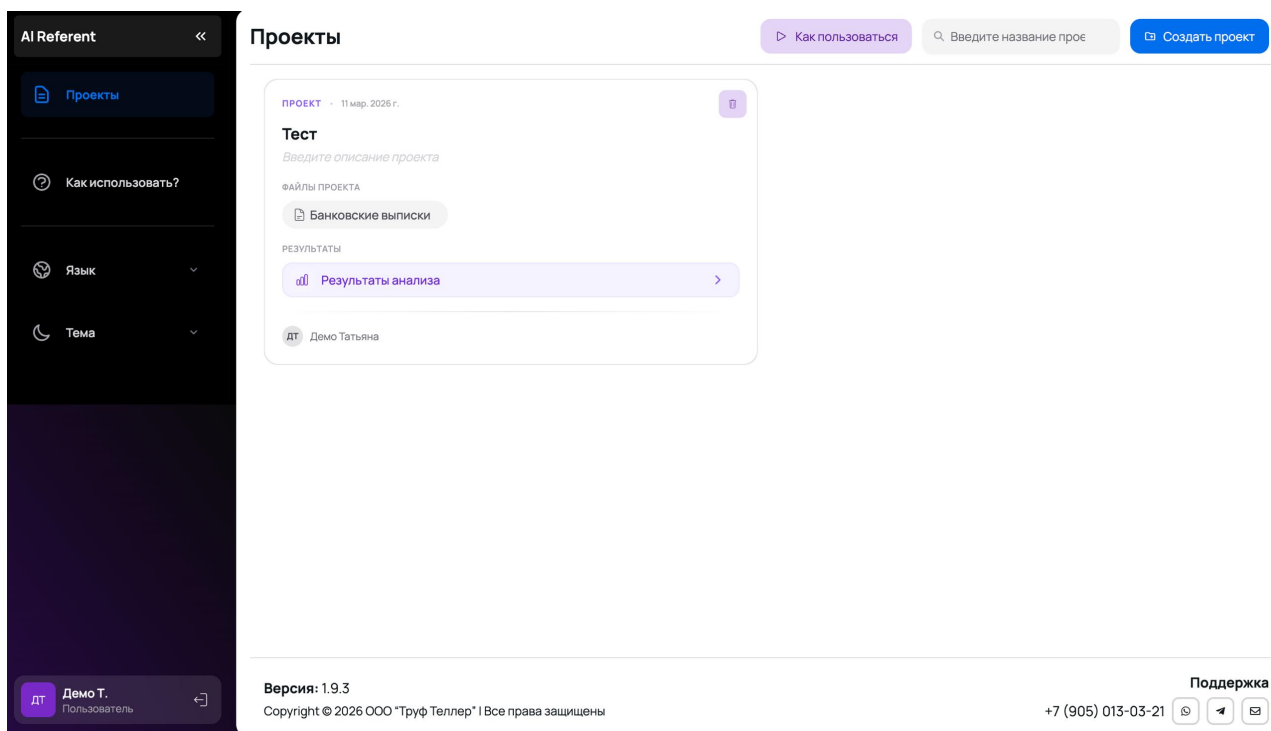 AI Referent
Проекты
Как использовать?
Язык
Тема
ДТ
Демо Т.
Пользователь
Проекты
Как пользоваться
Введите название прое
Создать проект
ПРОЕКТ · 11 мар. 2026 г.
Тест
Введите описание проекта
ФАЙЛЫ ПРОЕКТА
Банковские выписки
РЕЗУЛЬТАТЫ
Результаты анализа
ДТ Демо Татьяна
Версия: 1.9.3
Copyright © 2026 ООО "Труф Теллер" | Все права защищены
Поддержка
+7 (905) 013-03-21